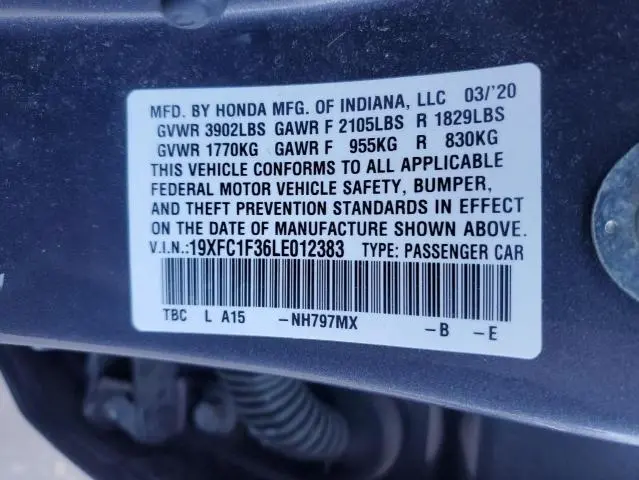 MFD. BY HONDA MFG. OF INDIANA, LLC 03/'20
GVWR 3902LBS GAWR F 2105LBS R 1829LBS
GVWR 1770KG GAWR F 955KG R 830KG
THIS VEHICLE CONFORMS TO ALL APPLICABLE
FEDERAL MOTOR VEHICLE SAFETY, BUMPER,
AND THEFT PREVENTION STANDARDS IN EFFECT
ON THE DATE OF MANUFACTURE SHOWN ABOVE.
V.I.N.:19XFC1F36LE012383 TYPE: PASSENGER CAR
TBC L A15 -NH797MX -B -E